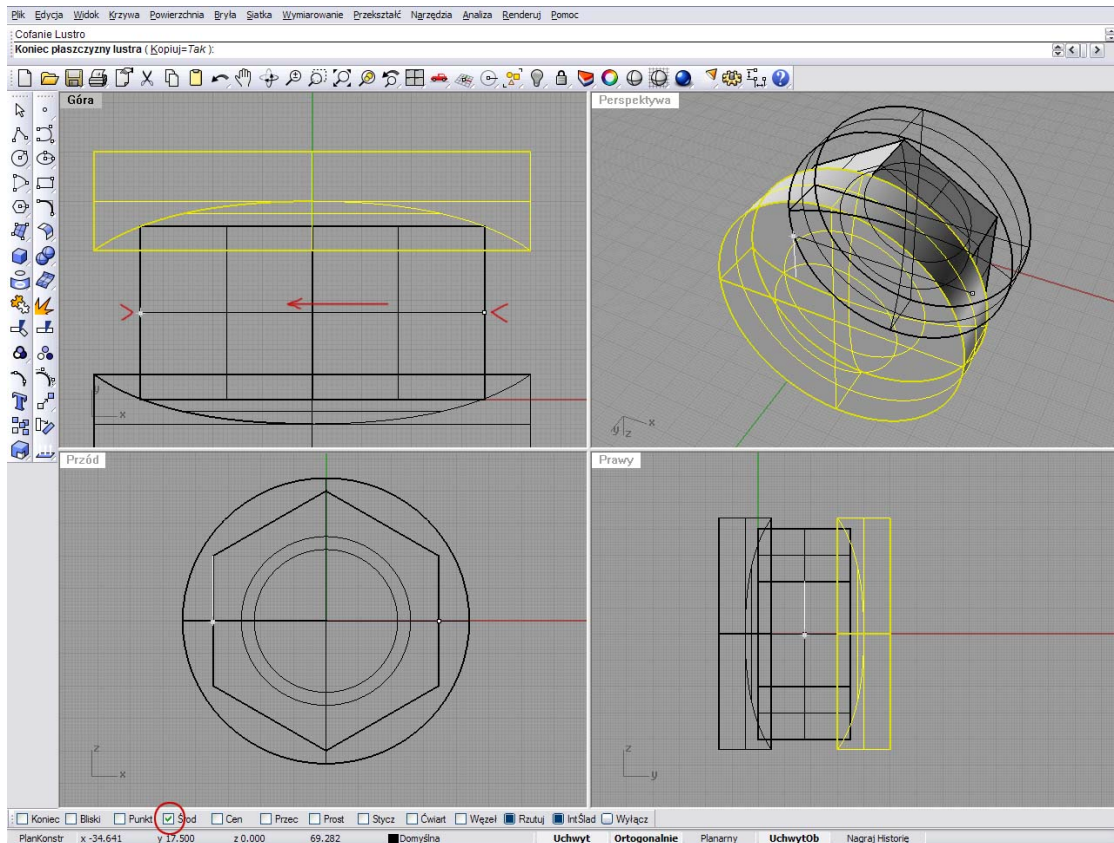 Plik Edycja Widok Krzywa Powierzchnia Bryła Siatka Wymiarowanie Przekształć Narzędzia Analiza Renderuj Pomoc
Cofanie Lustro
Koniec płaszczyzny lustra ( Kopiuj=Tak ):
Góra
Perspektywa
y
x
y z x
Przód
Prawy
z
x
z
y
Koniec Bliski Punkt Środ Cen Przec Prost Stycz Ćwiart Węzeł Rzutuj IntŚlad Wyłącz
PlanKonstr x -34.641 y 17.500 z 0.000 69.282 Domyślna Uchwyt Ortogonalnie Planarny UchwytOb Nagraj Historię